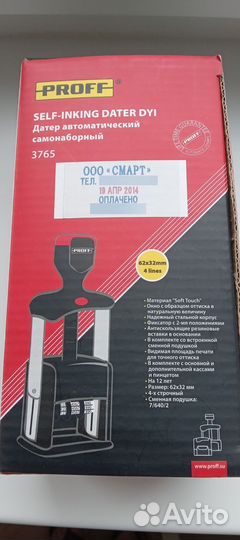 PROFF®
SELF-INKING DATER DYI
Датер автоматический
самонаборный
3765
LIFETIME GUARANTEE
ООО «СМАРТ»
ТЕЛ.
19 АПР 2014
ОПЛАЧЕНО
62x32mm
4 lines
PROFF
• Материал "Soft Touch"
• Окно с образцом оттиска в
натуральную величину
• Надежный стальной корпус
• Фиксатор с 2-мя положениями
• Антискользящие резиновые
вставки в основании
• В комплекте со встроенной
сменной подушкой
• Видимая площадь печати
для точного оттиска
• В комплекте с основной и
дополнительной кассами
и пинцетом
• На 12 лет
• Размер: 62x32 мм
• 4-х строчный
• Сменная подушка:
7/640/2
www.proff.su
Avito